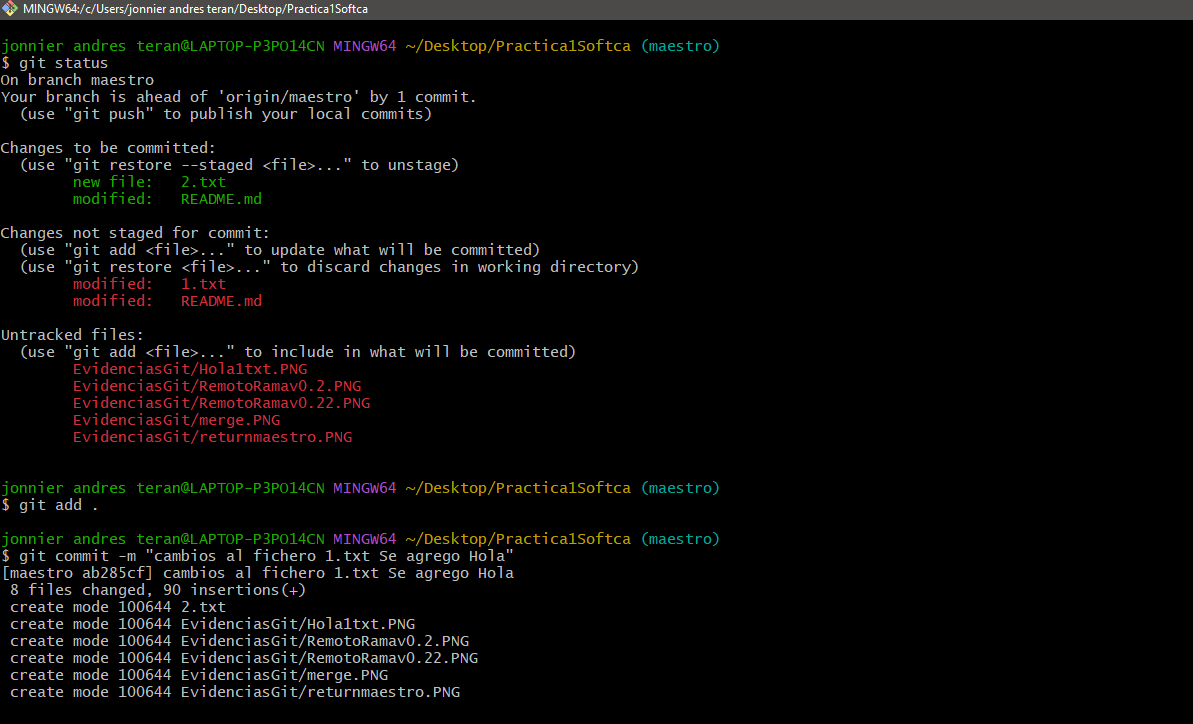 MINGW64:/c/Users/jonnier andres teran/Desktop/Practica1Softca
jonnier andres teran@LAPTOP-P3PO14CN MINGW64 ~/Desktop/Practica1Softca (maestro)
$ git status
On branch maestro
Your branch is ahead of 'origin/maestro' by 1 commit.
  (use "git push" to publish your local commits)
Changes to be committed:
  (use "git restore --staged <file>..." to unstage)
        new file:   2.txt
        modified:   README.md
Changes not staged for commit:
  (use "git add <file>..." to update what will be committed)
  (use "git restore <file>..." to discard changes in working directory)
        modified:   1.txt
        modified:   README.md
Untracked files:
  (use "git add <file>..." to include in what will be committed)
        EvidenciasGit/Hola1txt.PNG
        EvidenciasGit/RemotoRamav0.2.PNG
        EvidenciasGit/RemotoRamav0.22.PNG
        EvidenciasGit/merge.PNG
        EvidenciasGit/returnmaestro.PNG
jonnier andres teran@LAPTOP-P3PO14CN MINGW64 ~/Desktop/Practica1Softca (maestro)
$ git add .
jonnier andres teran@LAPTOP-P3PO14CN MINGW64 ~/Desktop/Practica1Softca (maestro)
$ git commit -m "cambios al fichero 1.txt Se agrego Hola"
[maestro ab285cf] cambios al fichero 1.txt Se agrego Hola
 8 files changed, 90 insertions(+)
 create mode 100644 2.txt
 create mode 100644 EvidenciasGit/Hola1txt.PNG
 create mode 100644 EvidenciasGit/RemotoRamav0.2.PNG
 create mode 100644 EvidenciasGit/RemotoRamav0.22.PNG
 create mode 100644 EvidenciasGit/merge.PNG
 create mode 100644 EvidenciasGit/returnmaestro.PNG